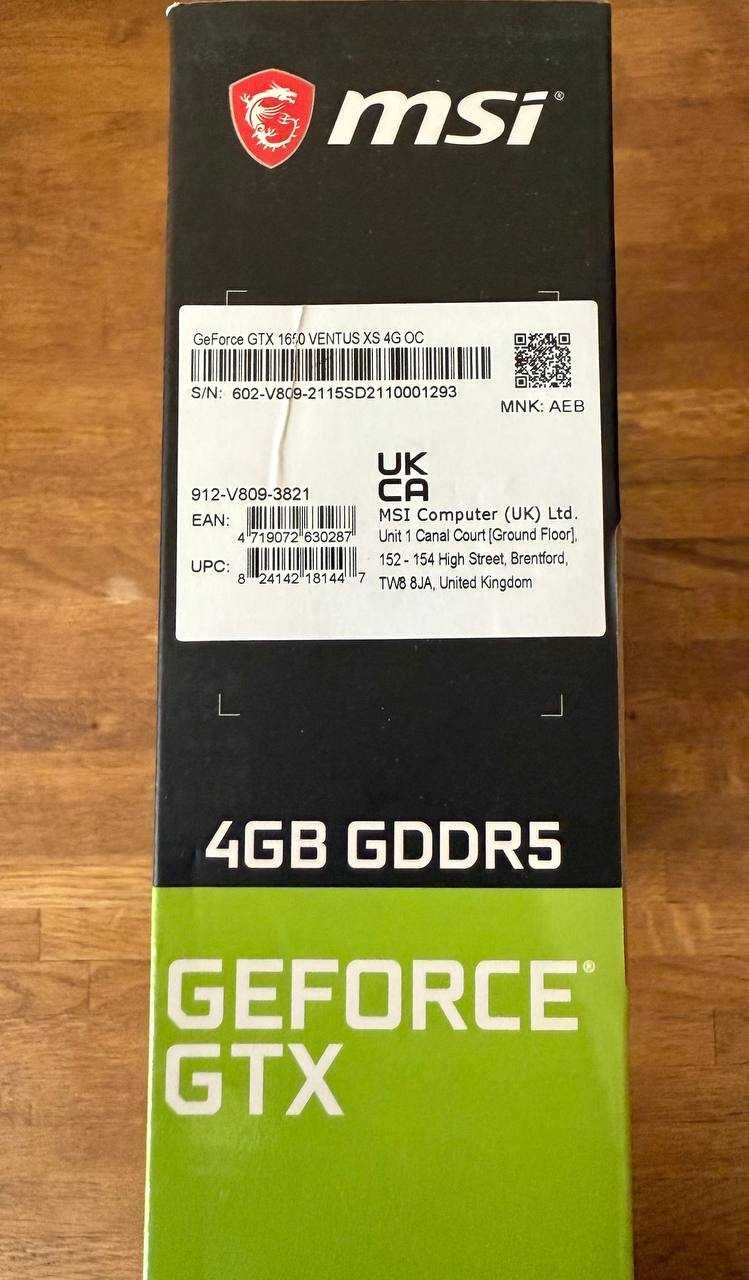 msi®
GeForce GTX 1650 VENTUS XS 4G OC
S/N: 602-V809-2115SD2110001293
MNK: AEB
912-V809-3821
EAN: 4 719072 630287
UPC: 8 24142 18144 7
UK
CA
MSI Computer (UK) Ltd.
Unit 1 Canal Court [Ground Floor],
152 - 154 High Street, Brentford,
TW8 8JA, United Kingdom
4GB GDDR5
GEFORCE®
GTX